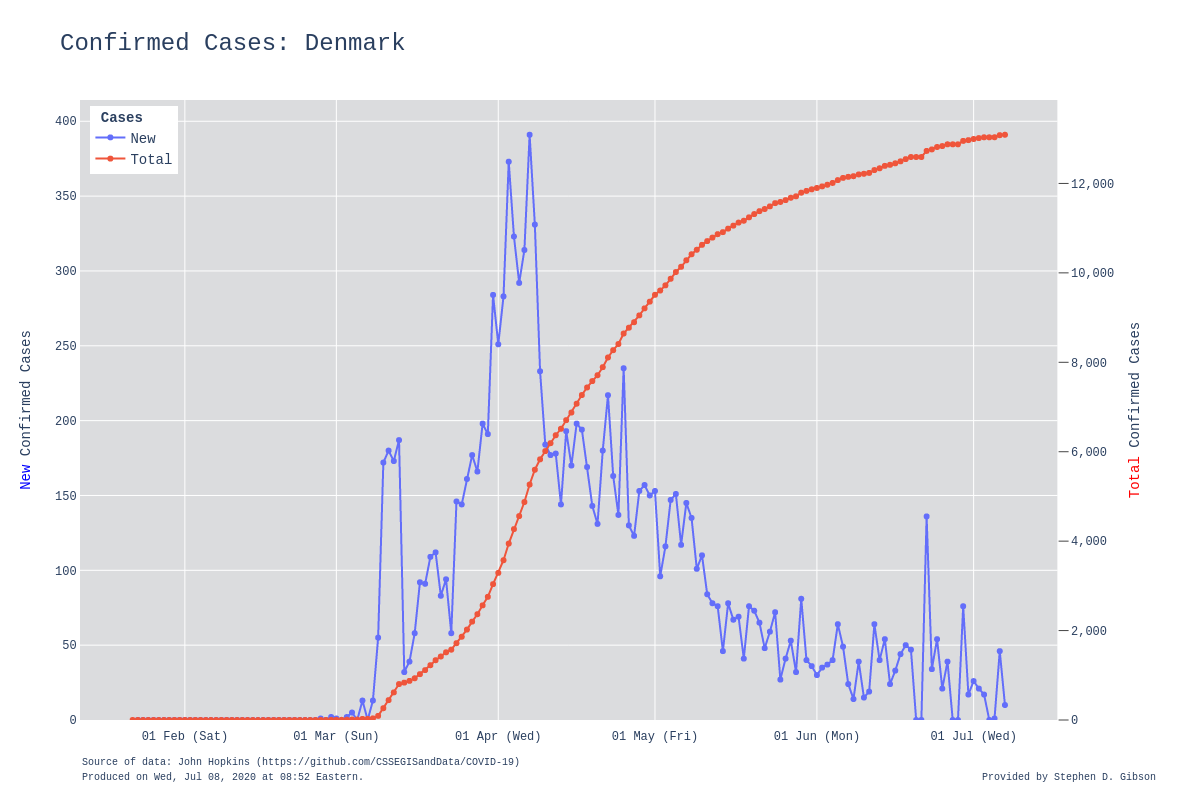 Confirmed Cases: Denmark
Cases
New
Total
400
350
300
250
200
150
100
50
0
12,000
10,000
8,000
6,000
4,000
2,000
0
New Confirmed Cases
Total Confirmed Cases
01 Feb (Sat)
01 Mar (Sun)
01 Apr (Wed)
01 May (Fri)
01 Jun (Mon)
01 Jul (Wed)
Source of data: John Hopkins (https://github.com/CSSEGISandData/COVID-19)
Produced on Wed, Jul 08, 2020 at 08:52 Eastern.
Provided by Stephen D. Gibson